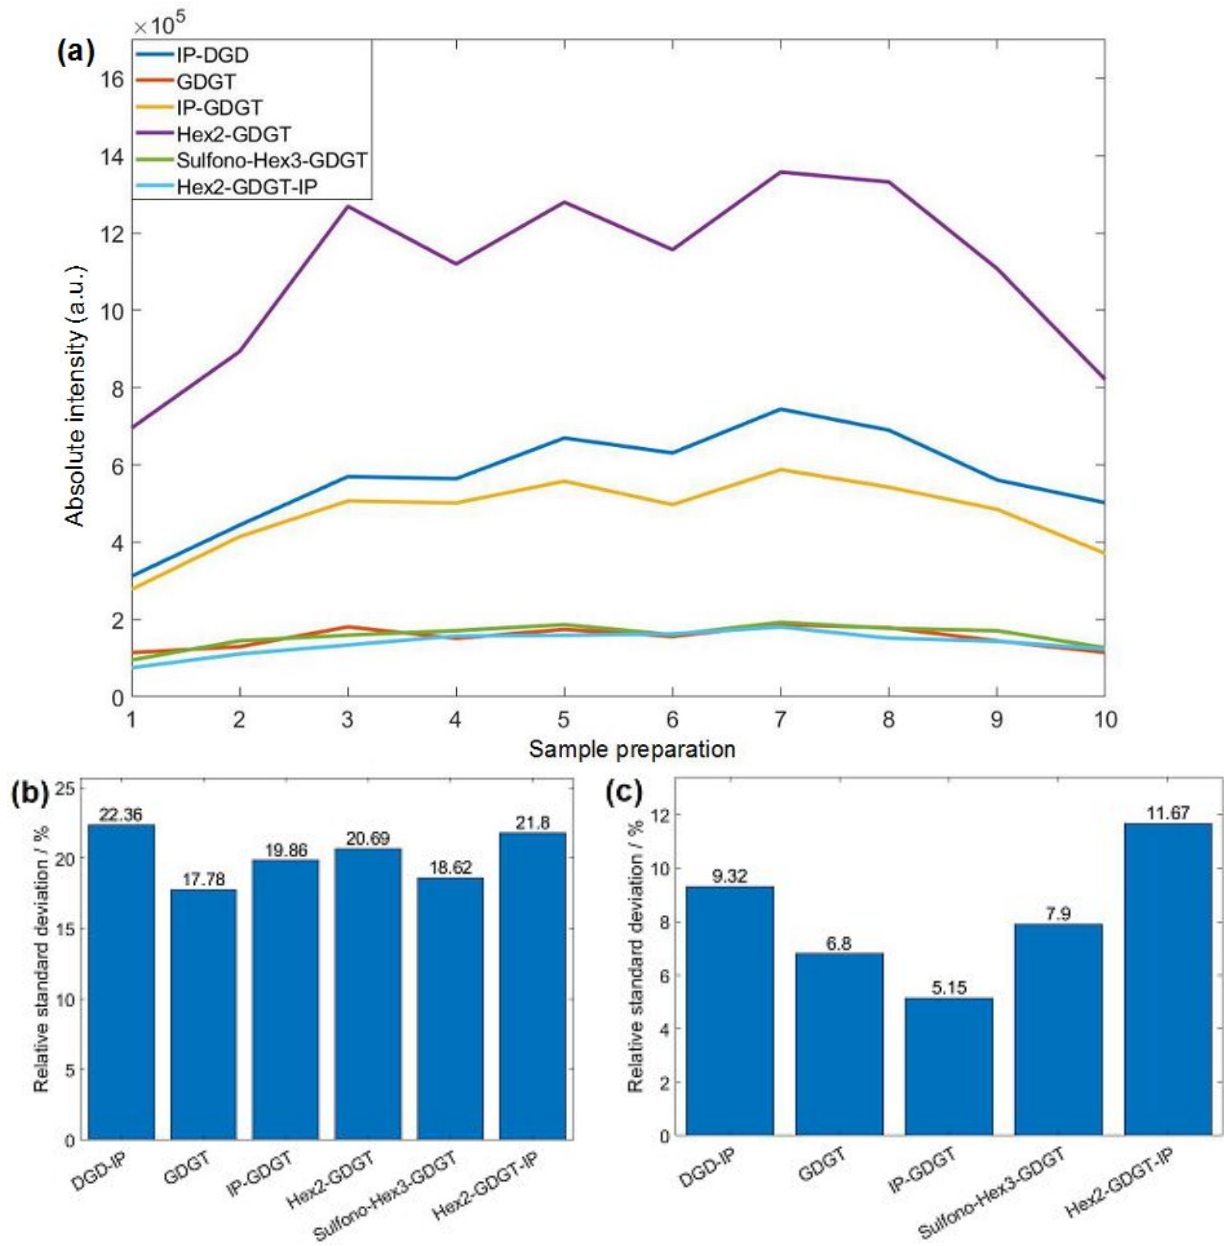 ×10⁵
(a)
IP-DGD
GDGT
IP-GDGT
Hex2-GDGT
Sulfono-Hex3-GDGT
Hex2-GDGT-IP
16
14
12
10
8
6
4
2
0
Absolute intensity (a.u.)
1 2 3 4 5 6 7 8 9 10
Sample preparation
(b)
25
20
15
10
5
0
Relative standard deviation / %
22.36
17.78
19.86
20.69
18.62
21.8
DGD-IP
GDGT
IP-GDGT
Hex2-GDGT
Sulfono-Hex3-GDGT
Hex2-GDGT-IP
(c)
12
10
8
6
4
2
0
Relative standard deviation / %
9.32
6.8
5.15
7.9
11.67
DGD-IP
GDGT
IP-GDGT
Sulfono-Hex3-GDGT
Hex2-GDGT-IP